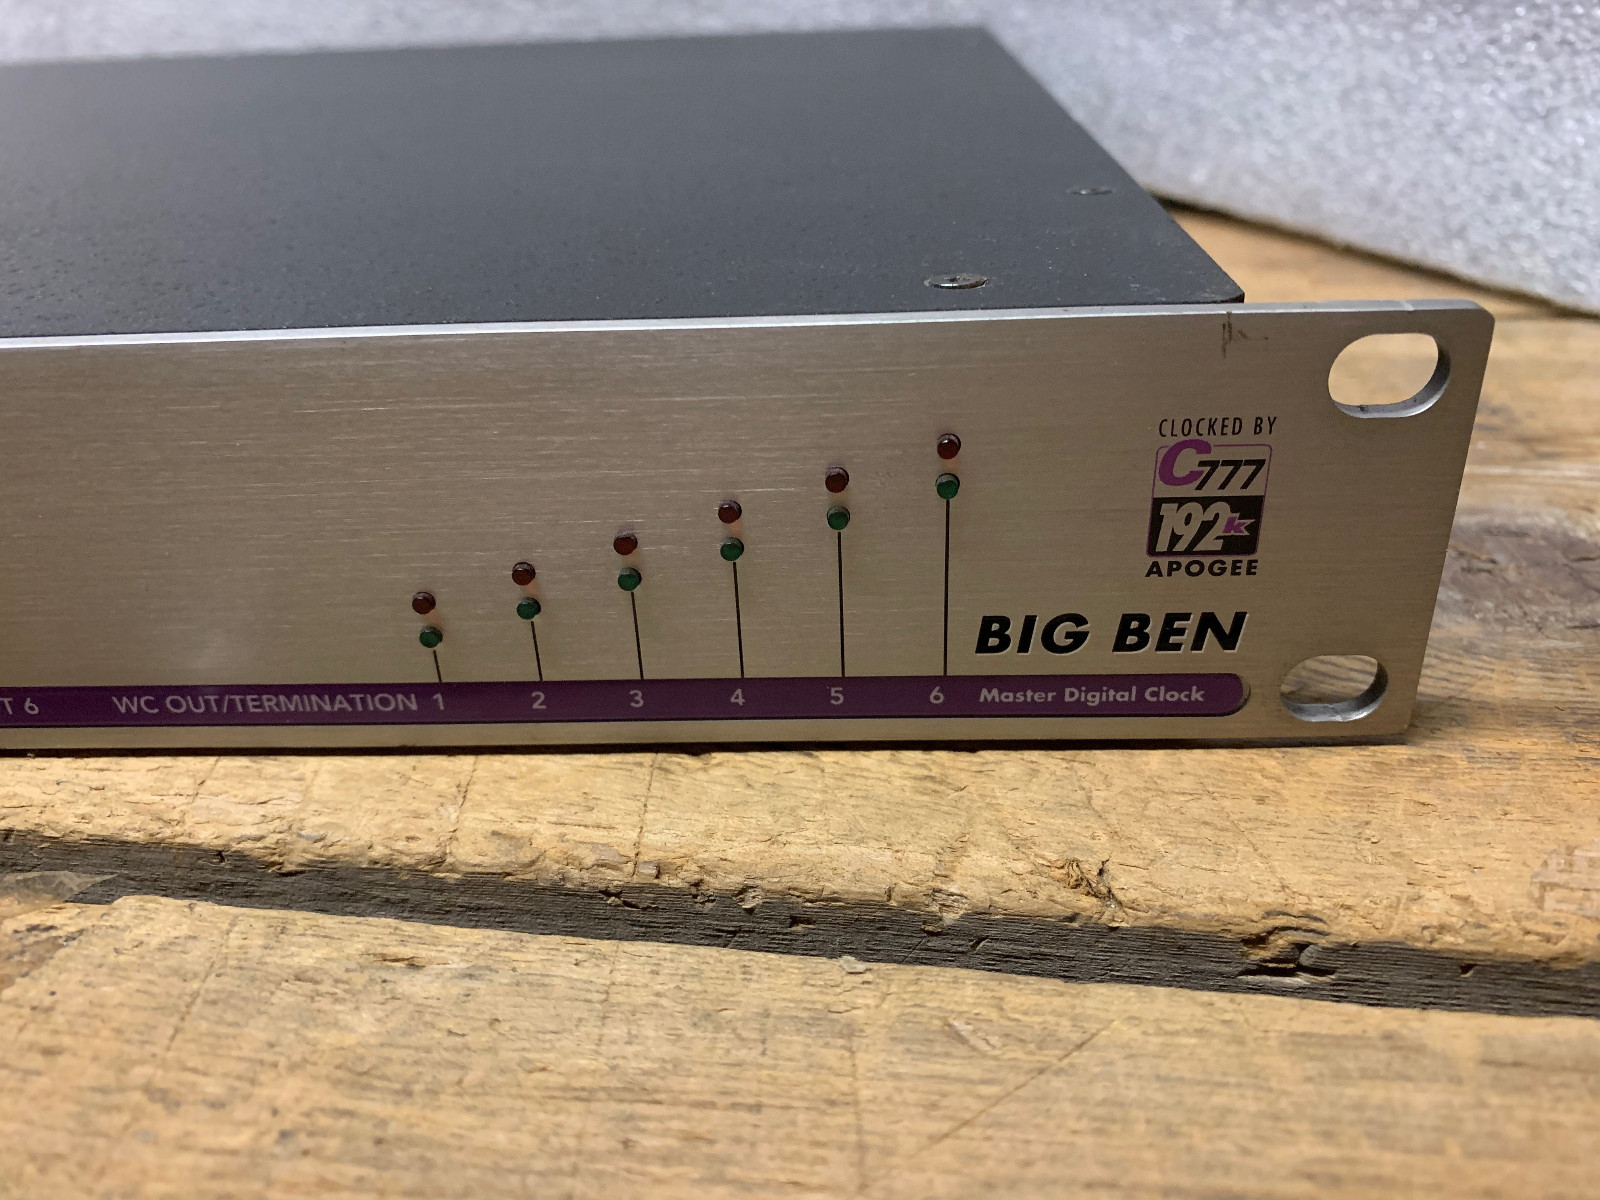 CLOCKED BY
C777
192k
APOGEE
BIG BEN
T 6 WC OUT/TERMINATION 1 2 3 4 5 6 Master Digital Clock